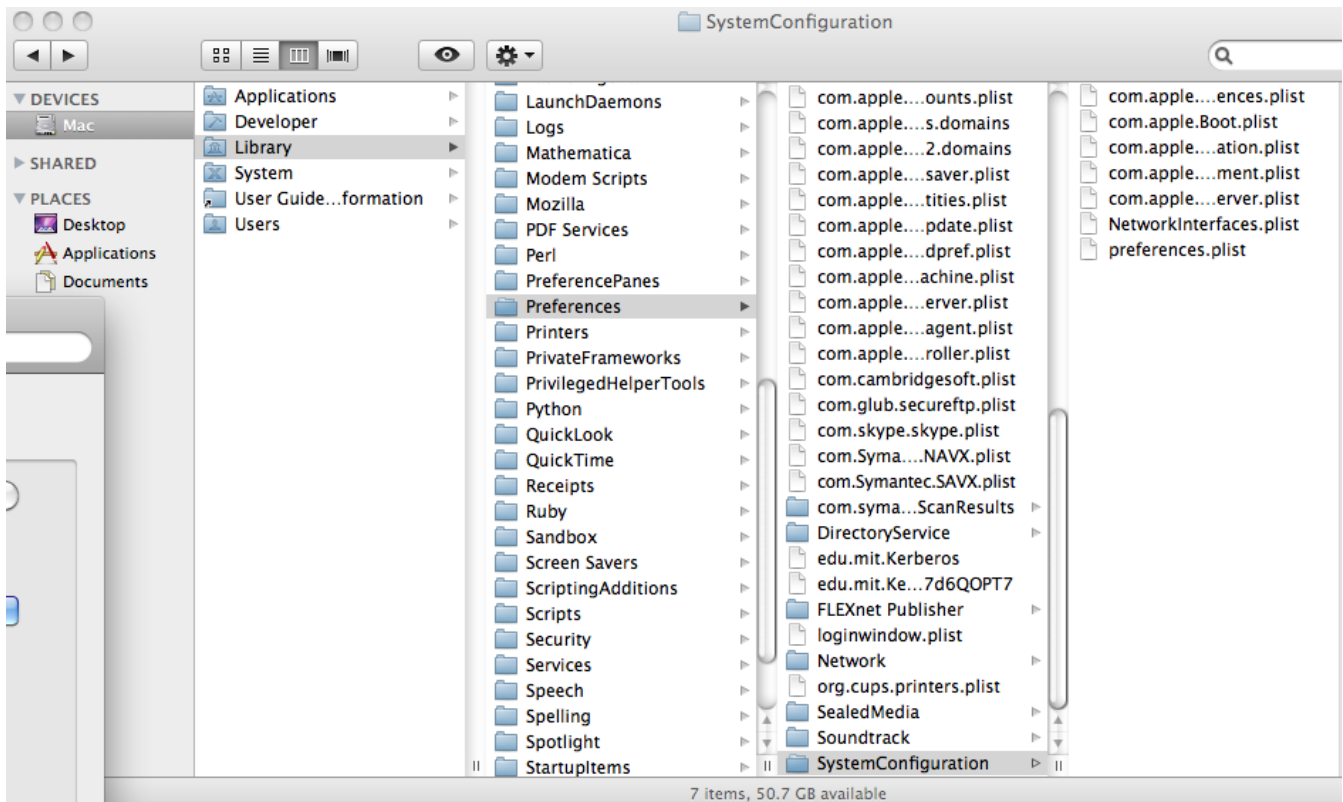 SystemConfiguration
DEVICES
Mac
SHARED
PLACES
Desktop
Applications
Documents
Applications
Developer
Library
System
User Guide...formation
Users
LaunchDaemons
Logs
Mathematica
Modem Scripts
Mozilla
PDF Services
Perl
PreferencePanes
Preferences
Printers
PrivateFrameworks
PrivilegedHelperTools
Python
QuickLook
QuickTime
Receipts
Ruby
Sandbox
Screen Savers
ScriptingAdditions
Scripts
Security
Services
Speech
Spelling
Spotlight
StartupItems
com.apple....ounts.plist
com.apple....s.domains
com.apple....2.domains
com.apple....saver.plist
com.apple....tities.plist
com.apple....pdate.plist
com.apple....dpref.plist
com.apple...achine.plist
com.apple....erver.plist
com.apple....agent.plist
com.apple....roller.plist
com.cambridgesoft.plist
com.glub.secureftp.plist
com.skype.skype.plist
com.Syma....NAVX.plist
com.Symantec.SAVX.plist
com.syma...ScanResults
DirectoryService
edu.mit.Kerberos
edu.mit.Ke...7d6QOPT7
FLEXnet Publisher
loginwindow.plist
Network
org.cups.printers.plist
SealedMedia
Soundtrack
SystemConfiguration
com.apple....ences.plist
com.apple.Boot.plist
com.apple....ation.plist
com.apple....ment.plist
com.apple....erver.plist
NetworkInterfaces.plist
preferences.plist
7 items, 50.7 GB available